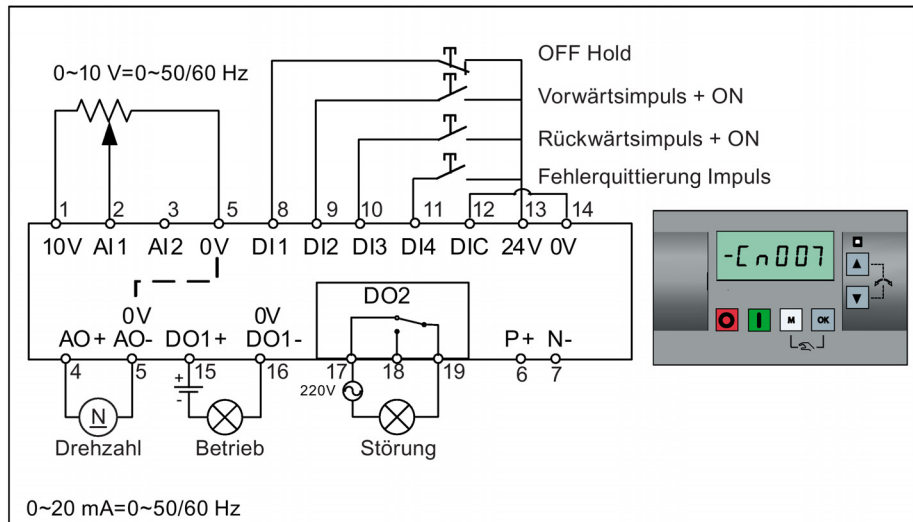 OFF Hold
0~10 V=0~50/60 Hz
Vorwärtsimpuls + ON
Rückwärtsimpuls + ON
Fehlerquittierung Impuls
1 2 3 5 8 9 10 11 12 13 14
10V AI1 AI2 0V DI1 DI2 DI3 DI4 DIC 24V 0V
-Cn007
DO2
0V 0V
AO+ AO- DO1+ DO1- P+ N-
M OK
4 5 15 16 17 18 19 6 7
+
-
220V
N
Drehzahl Betrieb Störung
0~20 mA=0~50/60 Hz